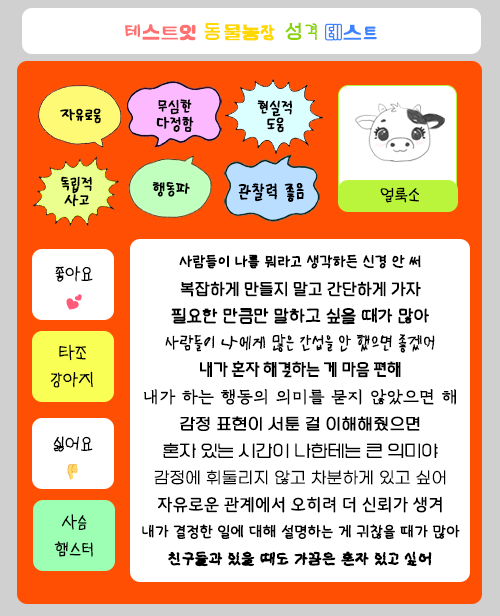 테스트잇 동물농장 성격 테스트
자유로움
무심한
다정함
현실적
도움
독립적
사고
행동파
관찰력 좋음
얼룩소
좋아요
타조
강아지
싫어요
사슴
햄스터
사람들이 나를 뭐라고 생각하든 신경 안 써
복잡하게 만들지 말고 간단하게 가자
필요한 만큼만 말하고 싶을 때가 많아
사람들이 나에게 많은 간섭을 안 했으면 좋겠어
내가 혼자 해결하는 게 마음 편해
내가 하는 행동의 의미를 묻지 않았으면 해
감정 표현이 서툰 걸 이해해줬으면
혼자 있는 시간이 나한테는 큰 의미야
감정에 휘둘리지 않고 차분하게 있고 싶어
자유로운 관계에서 오히려 더 신뢰가 생겨
내가 결정한 일에 대해 설명하는 게 귀찮을 때가 많아
친구들과 있을 때도 가끔은 혼자 있고 싶어